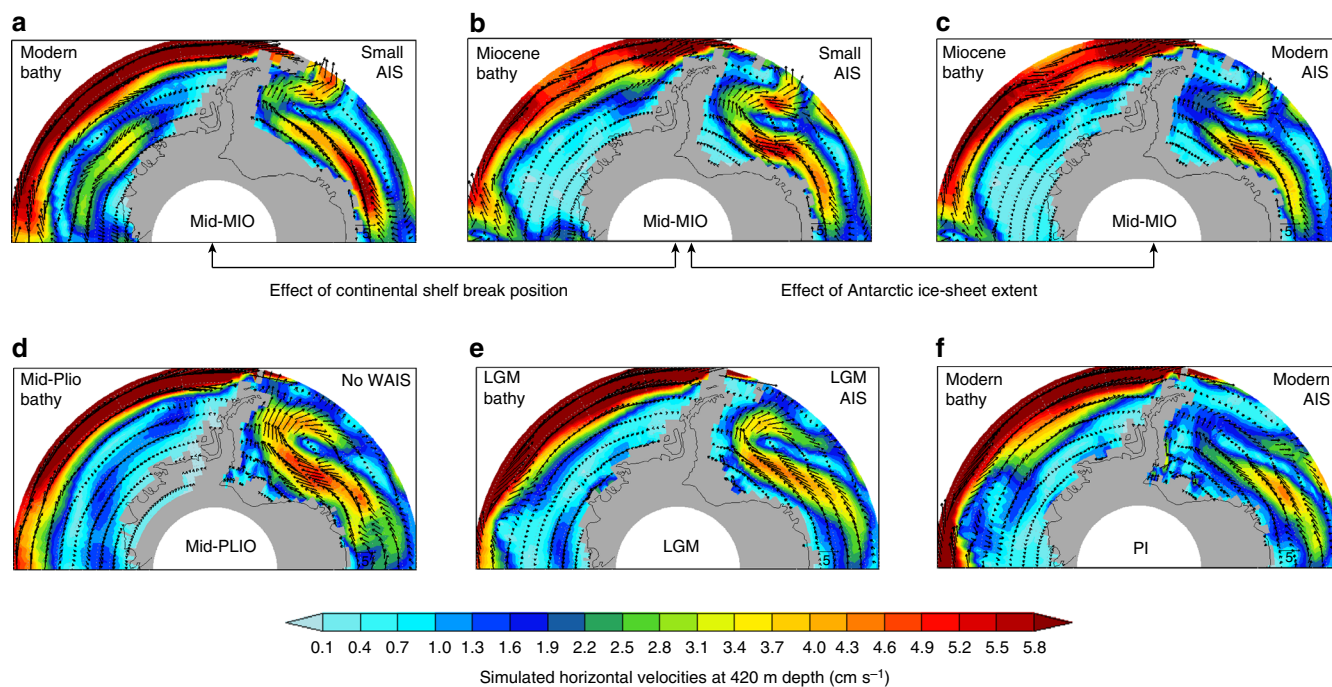 a
Modern
bathy
Small
AIS
Mid-MIO
b
Miocene
bathy
Small
AIS
Mid-MIO
c
Miocene
bathy
Modern
AIS
Mid-MIO
5
5
5
Effect of continental shelf break position
Effect of Antarctic ice-sheet extent
d
Mid-Plio
bathy
No WAIS
Mid-PLIO
5
e
LGM
bathy
LGM
AIS
LGM
5
f
Modern
bathy
Modern
AIS
PI
5
0.1 0.4 0.7 1.0 1.3 1.6 1.9 2.2 2.5 2.8 3.1 3.4 3.7 4.0 4.3 4.6 4.9 5.2 5.5 5.8
Simulated horizontal velocities at 420 m depth (cm s⁻¹)